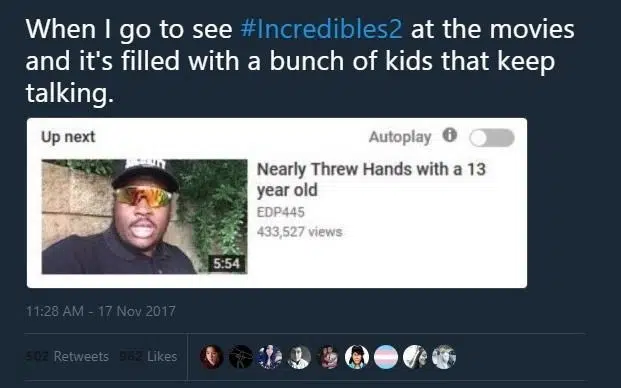 When I go to see #Incredibles2 at the movies
and it's filled with a bunch of kids that keep
talking.
Up next
Autoplay
Nearly Threw Hands with a 13
year old
EDP445
433,527 views
5:54
11:28 AM - 17 Nov 2017
502 Retweets 962 Likes